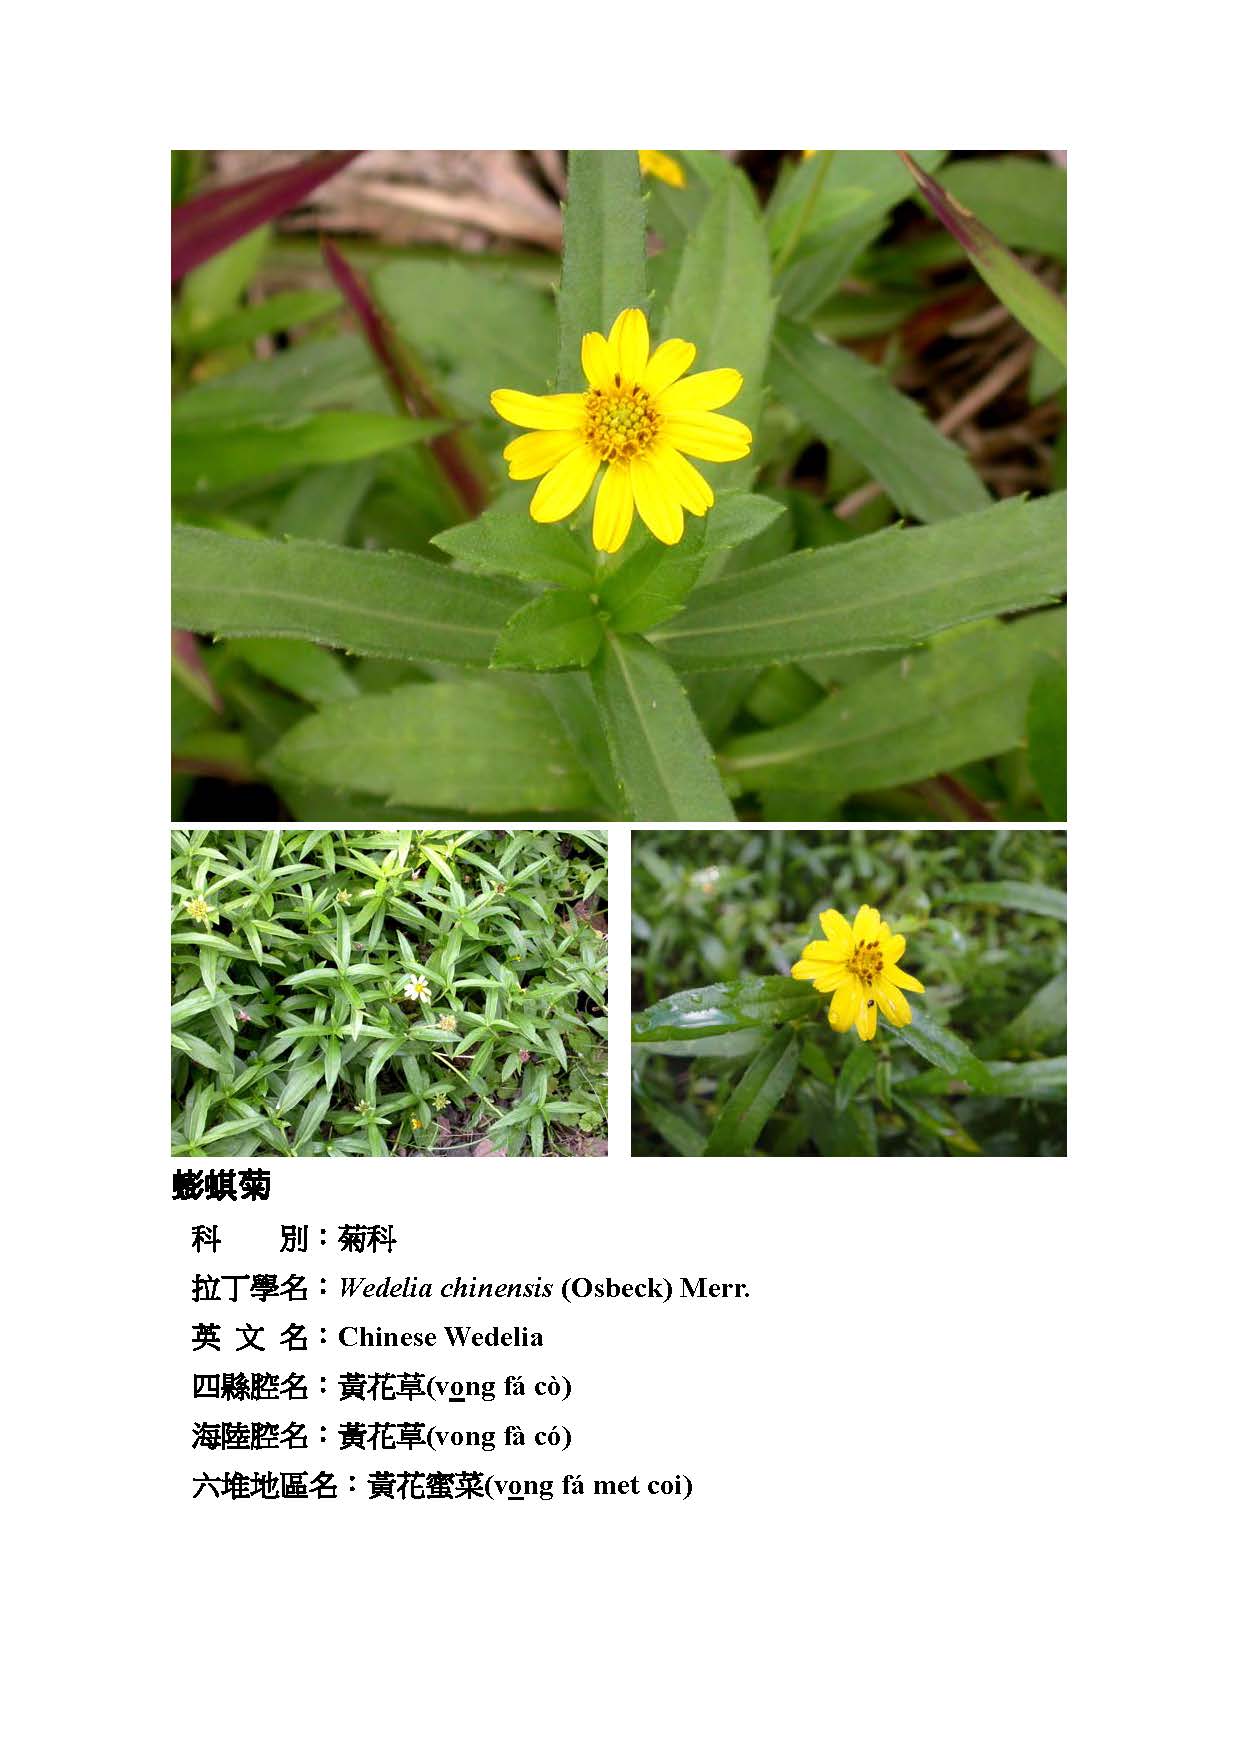 蟛蜞菊
科　　別：菊科
拉丁學名：Wedelia chinensis (Osbeck) Merr.
英 文 名：Chinese Wedelia
四縣腔名：黃花草(vong fá cò)
海陸腔名：黃花草(vong fà có)
六堆地區名：黃花蜜菜(vong fá met coi)